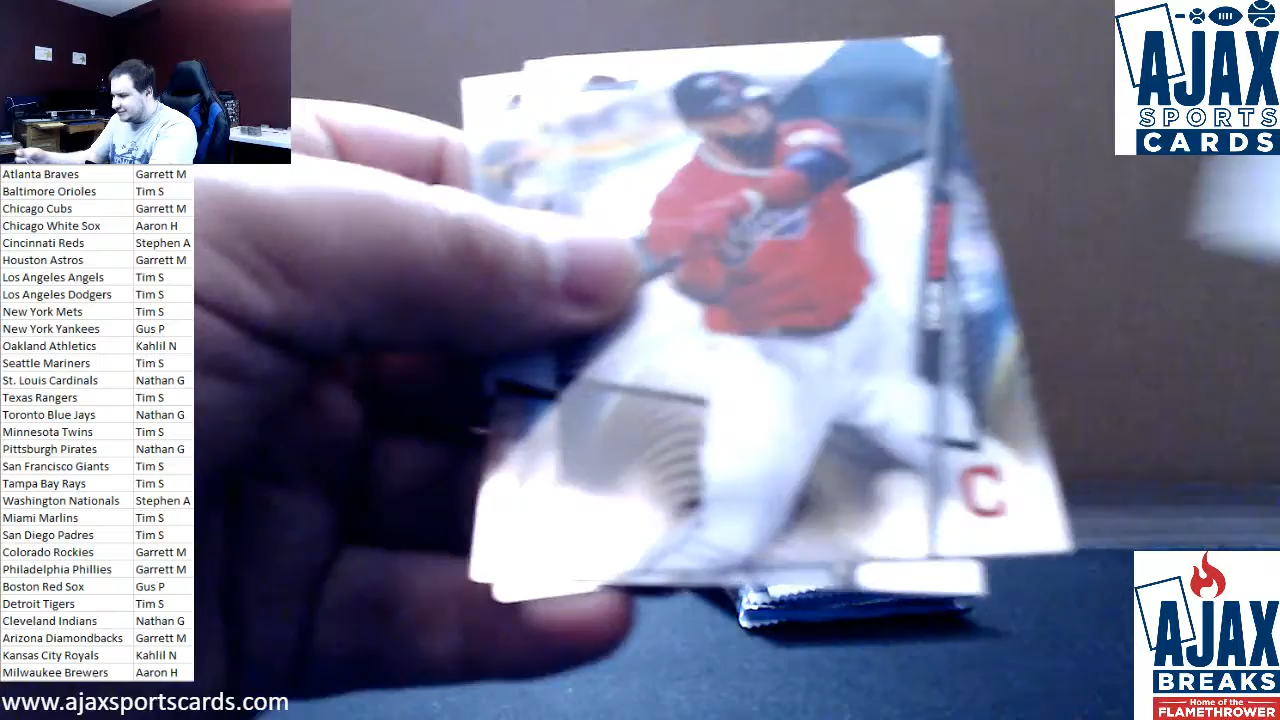 AJAX
SPORTS
CARDS
Atlanta Braves Garrett M
Baltimore Orioles Tim S
Chicago Cubs Garrett M
Chicago White Sox Aaron H
Cincinnati Reds Stephen A
Houston Astros Garrett M
Los Angeles Angels Tim S
Los Angeles Dodgers Tim S
New York Mets Tim S
New York Yankees Gus P
Oakland Athletics Kahlil N
Seattle Mariners Tim S
St. Louis Cardinals Nathan G
Texas Rangers Tim S
Toronto Blue Jays Nathan G
Minnesota Twins Tim S
Pittsburgh Pirates Nathan G
San Francisco Giants Tim S
Tampa Bay Rays Tim S
Washington Nationals Stephen A
Miami Marlins Tim S
San Diego Padres Tim S
Colorado Rockies Garrett M
Philadelphia Phillies Garrett M
Boston Red Sox Gus P
Detroit Tigers Tim S
Cleveland Indians Nathan G
Arizona Diamondbacks Garrett M
Kansas City Royals Kahlil N
Milwaukee Brewers Aaron H
www.ajaxsportscards.com
C
AJAX
BREAKS
Home of the
FLAMETHROWER